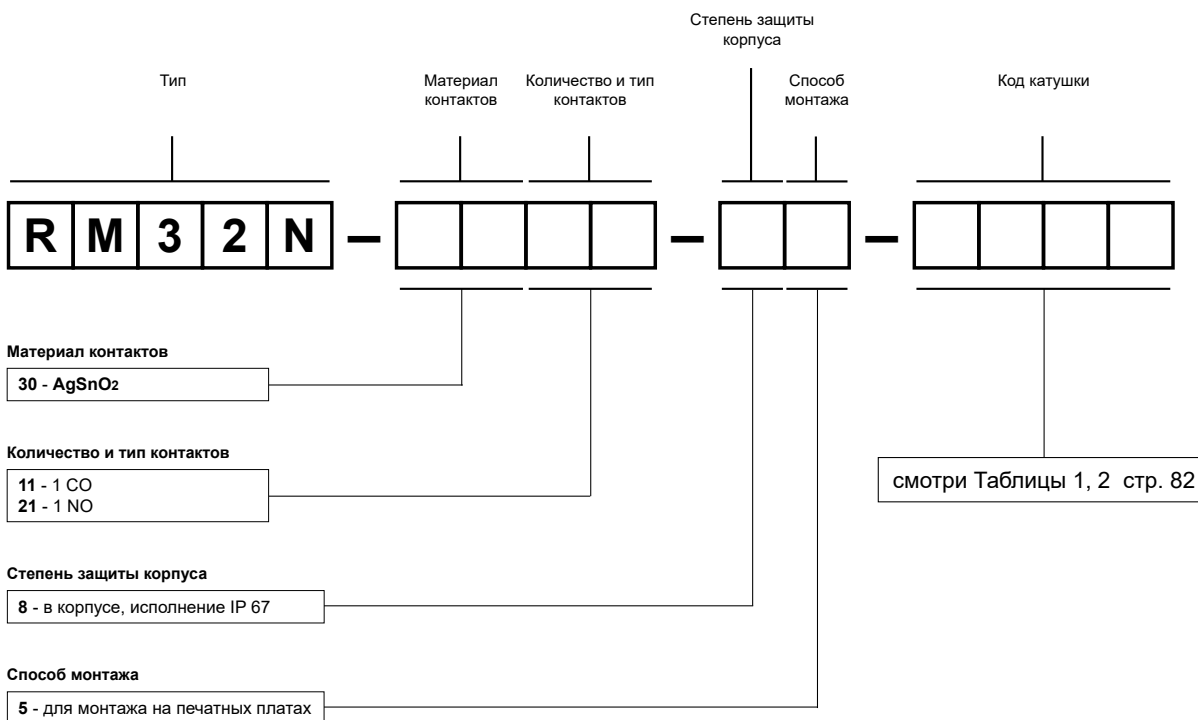 Степень защиты
корпуса
Тип
Материал
контактов
Количество и тип
контактов
Способ
монтажа
Код катушки
RM32N – –  –
Материал контактов
30 - AgSnO2
Количество и тип контактов
11 - 1 CO
21 - 1 NO
смотри Таблицы 1, 2 стр. 82
Степень защиты корпуса
8 - в корпусе, исполнение IP 67
Способ монтажа
5 - для монтажа на печатных платах